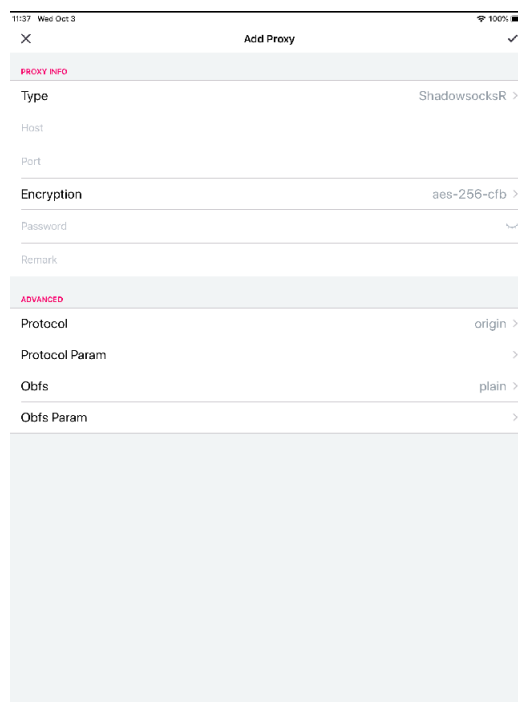 11:37 Wed Oct 3
100%
Add Proxy
PROXY INFO
Type ShadowsocksR
Host
Port
Encryption aes-256-cfb
Password
Remark
ADVANCED
Protocol origin
Protocol Param
Obfs plain
Obfs Param